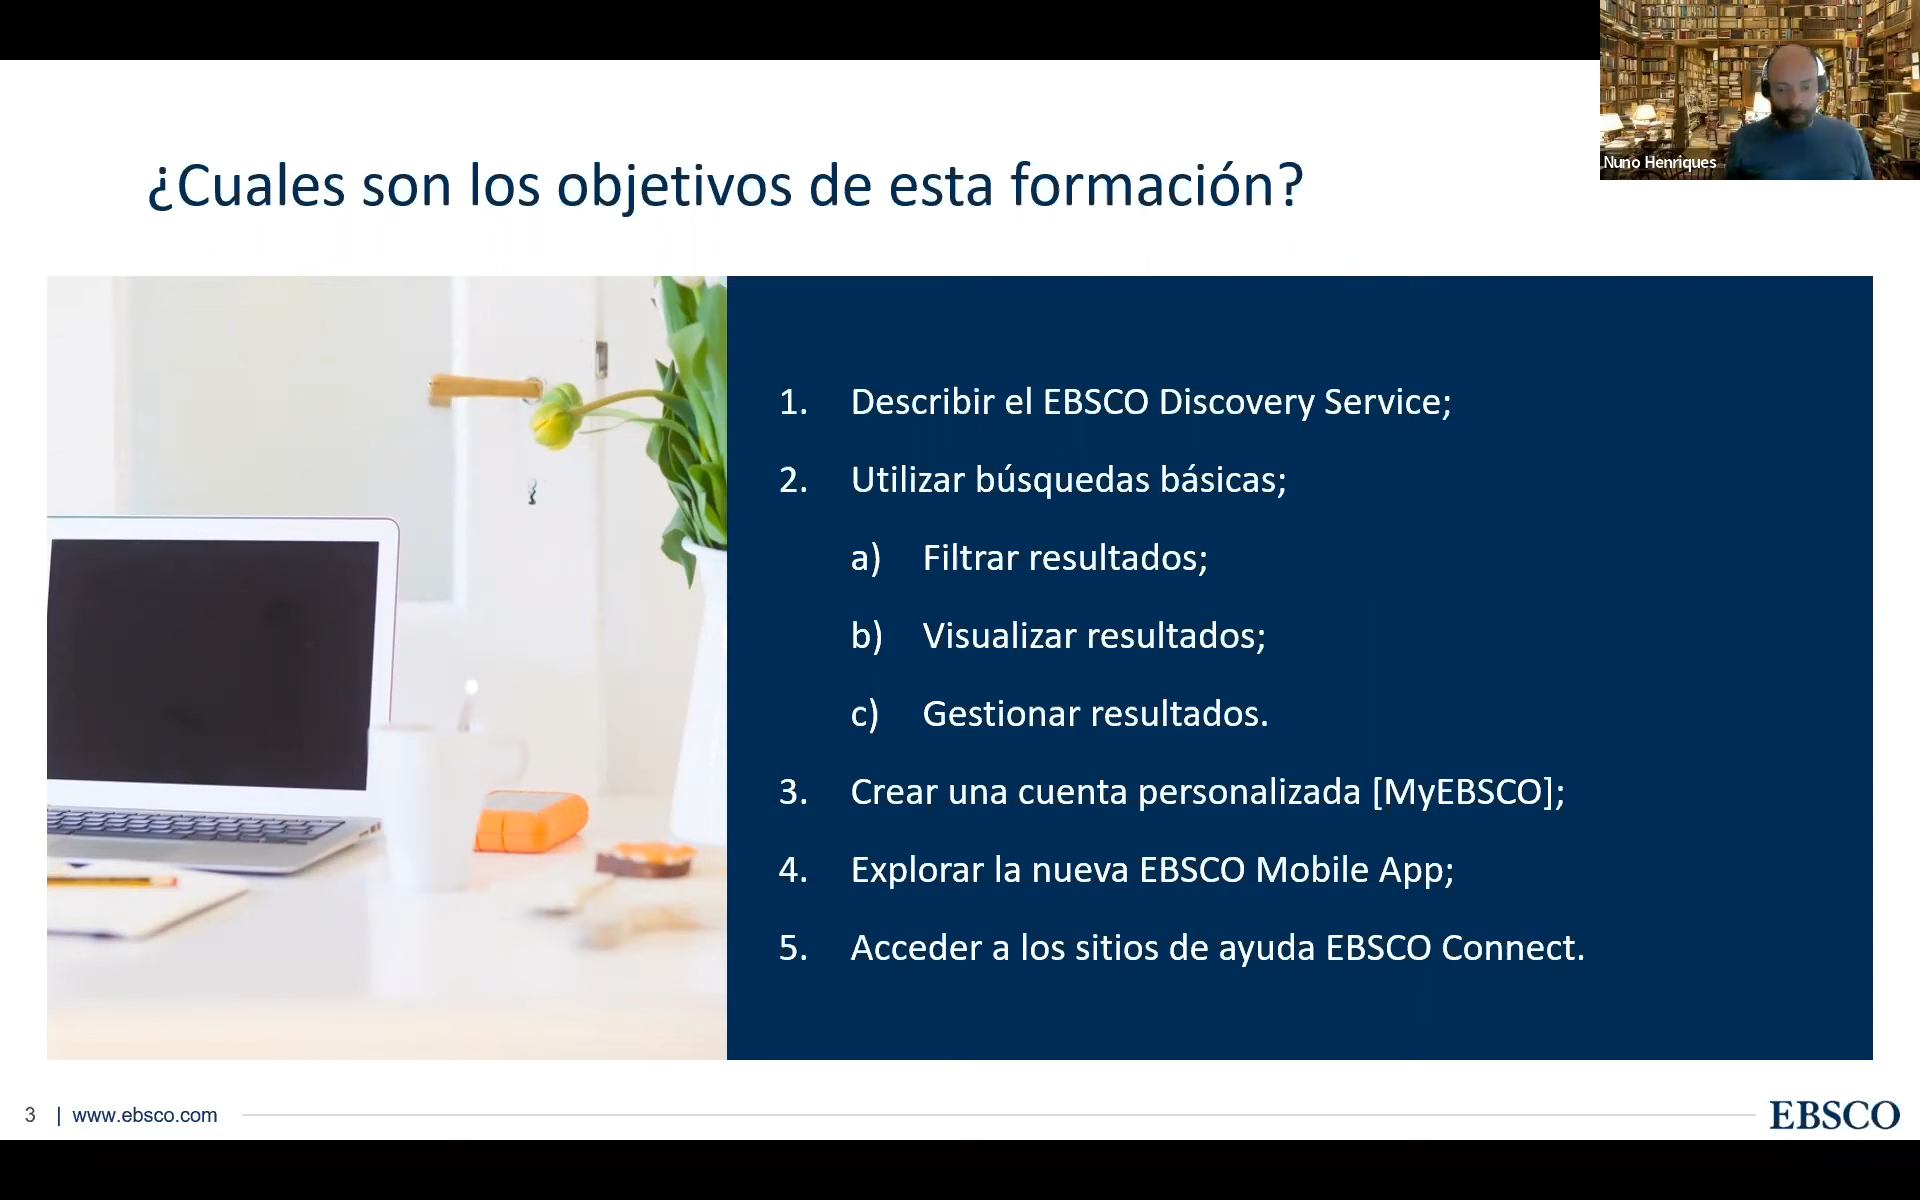 Nuno Henriques
¿Cuales son los objetivos de esta formación?
1. Describir el EBSCO Discovery Service;
2. Utilizar búsquedas básicas;
a) Filtrar resultados;
b) Visualizar resultados;
c) Gestionar resultados.
3. Crear una cuenta personalizada [MyEBSCO];
4. Explorar la nueva EBSCO Mobile App;
5. Acceder a los sitios de ayuda EBSCO Connect.
3 | www.ebsco.com
EBSCO